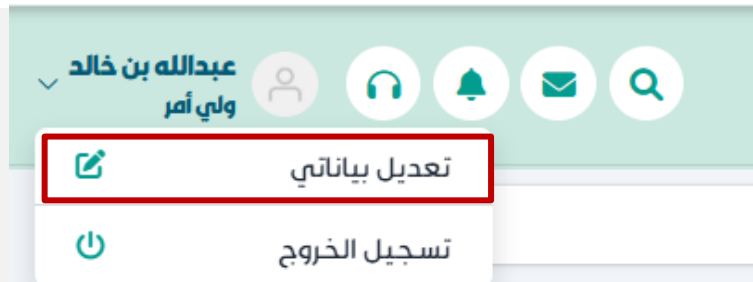 عبدالله بن خالد
ولي أمر
تعديل بياناتي
تسجيل الخروج